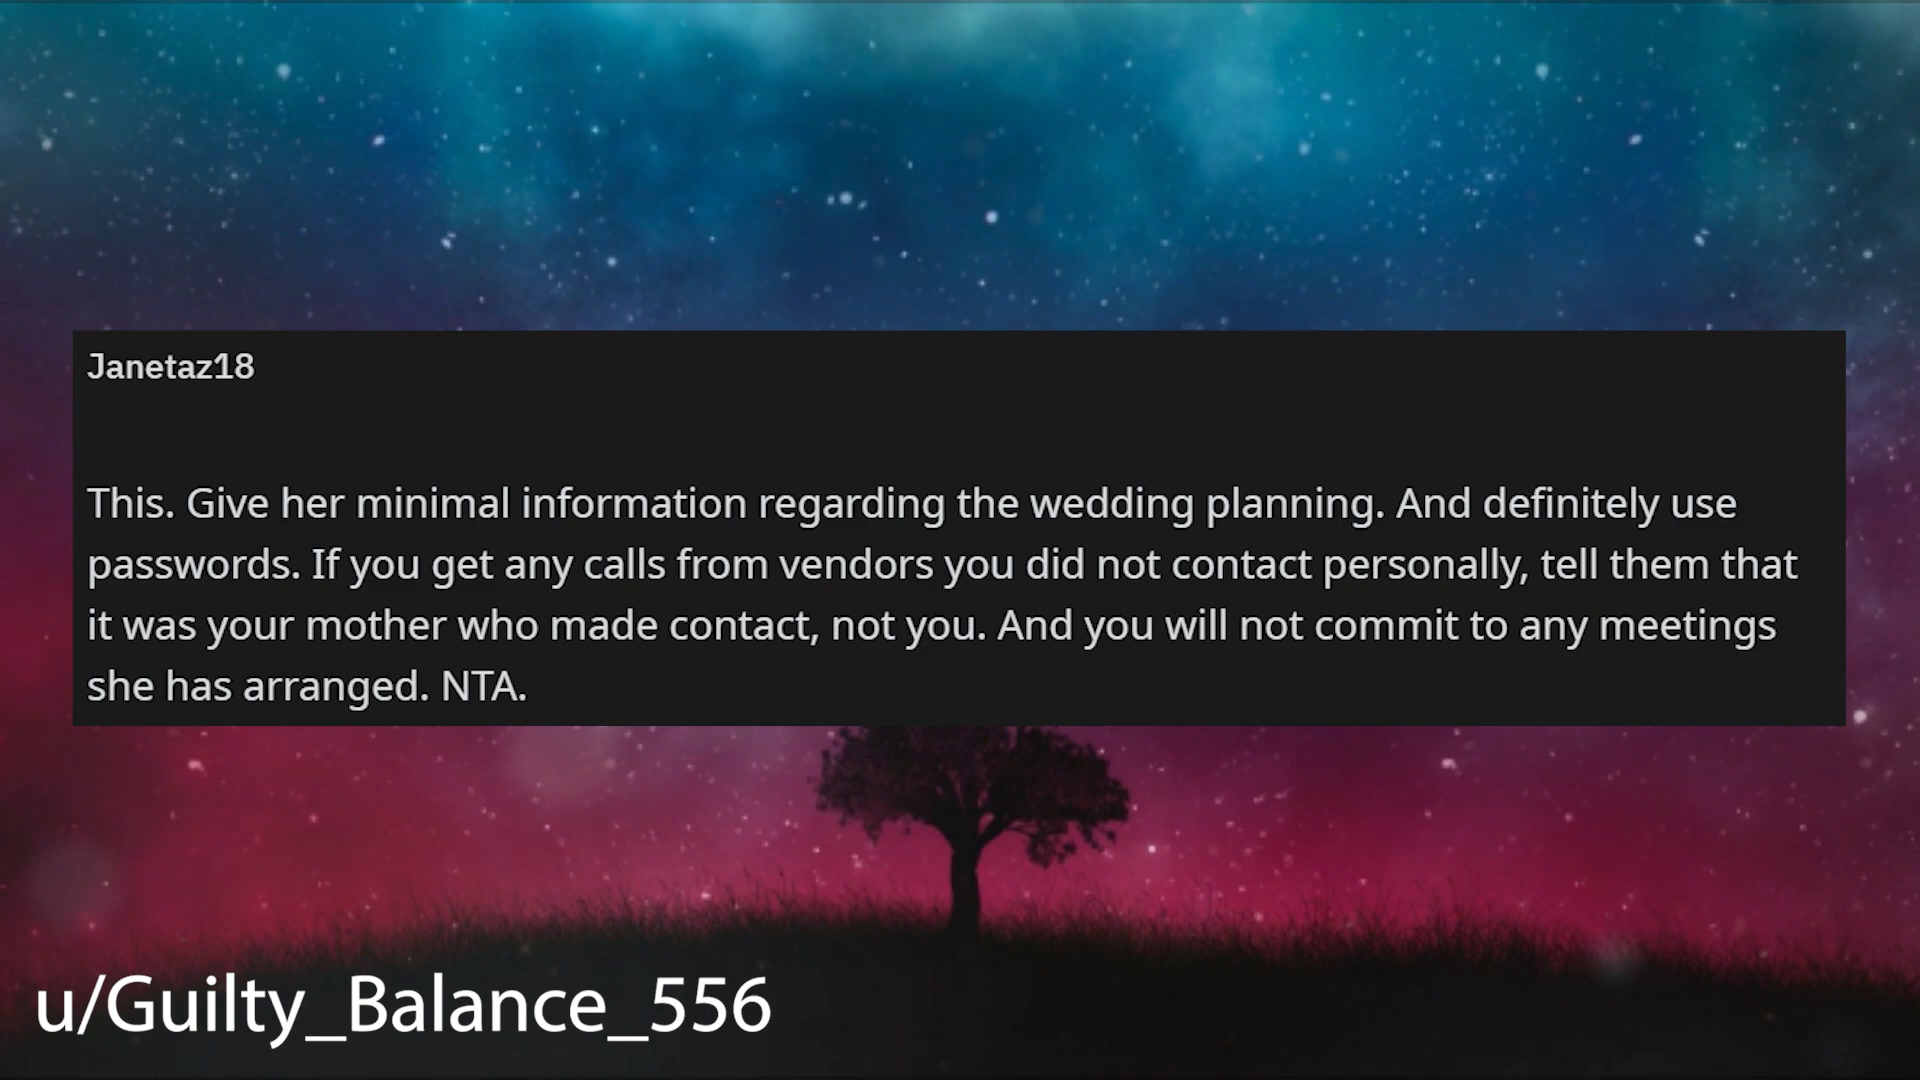 Janetaz18
This. Give her minimal information regarding the wedding planning. And definitely use
passwords. If you get any calls from vendors you did not contact personally, tell them that
it was your mother who made contact, not you. And you will not commit to any meetings
she has arranged. NTA.
u/Guilty_Balance_556